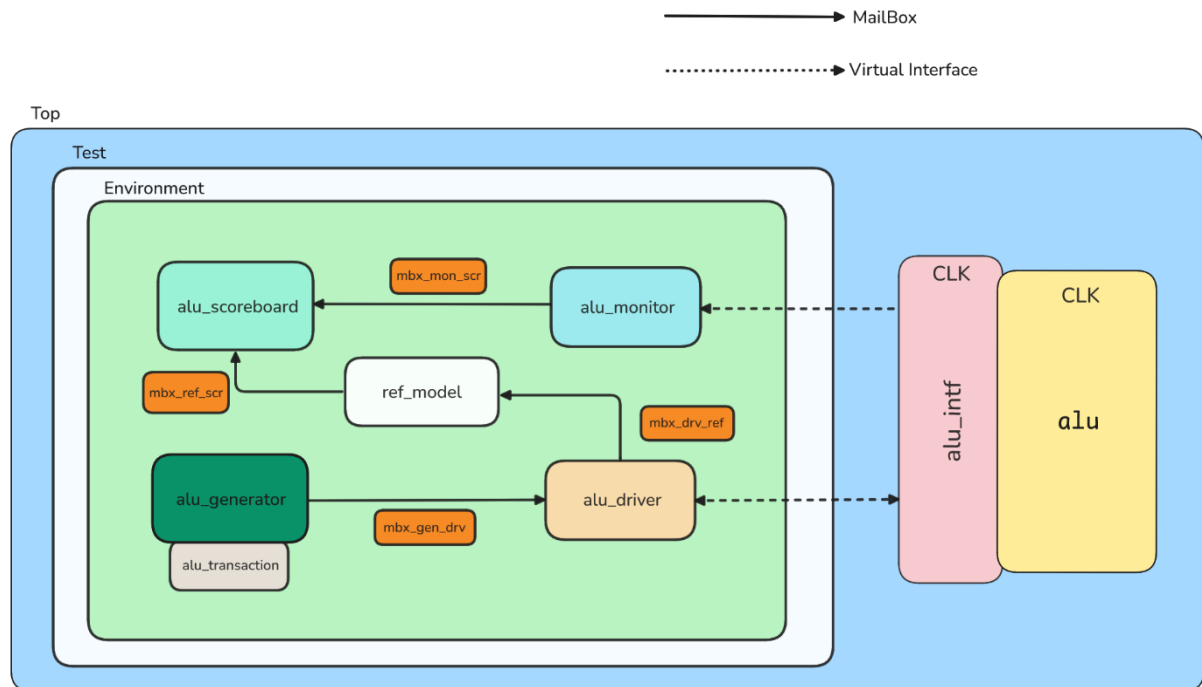 MailBox
Virtual Interface
Top
Test
Environment
mbx_mon_scr
alu_scoreboard
alu_monitor
mbx_ref_scr
ref_model
mbx_drv_ref
alu_generator
alu_driver
mbx_gen_drv
alu_transaction
CLK
alu_intf
CLK
alu